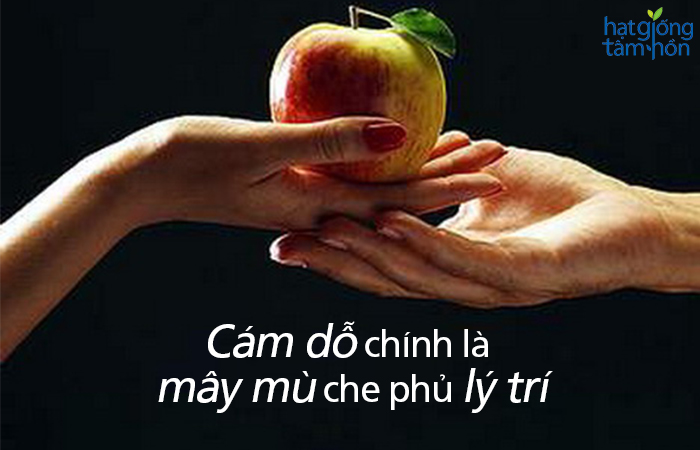 hạt giống
tâm hồn
Cám dỗ chính là
mây mù che phủ lý trí